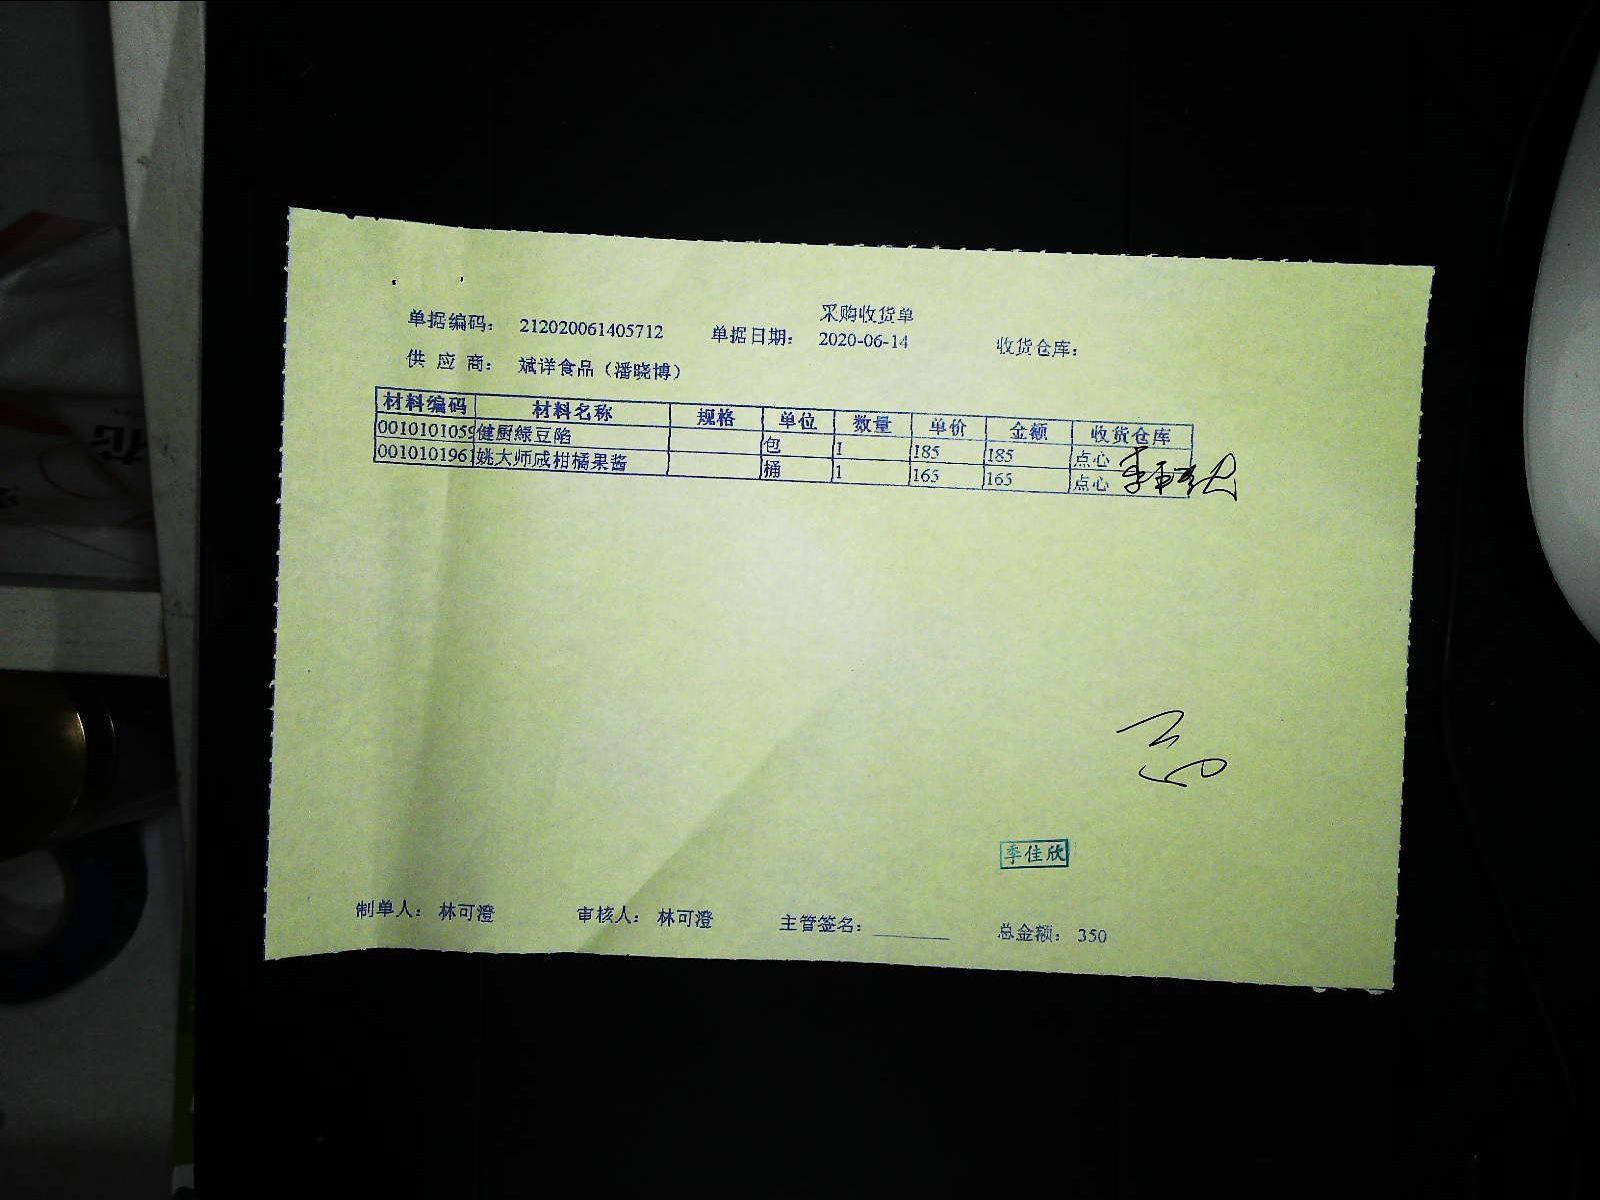 采购收货单
单据编码： 212020061405712 单据日期： 2020-06-14 收货仓库：
供 应 商： 斌详食品（潘晓博）
材料编码 材料名称 规格 单位 数量 单价 金额 收货仓库
0010101059 健厨绿豆陷 包 1 185 185 点心
0010101961 姚大师咸柑橘果酱 桶 1 165 165 点心
季佳欣
制单人： 林可澄 审核人： 林可澄 主管签名： 总金额： 350